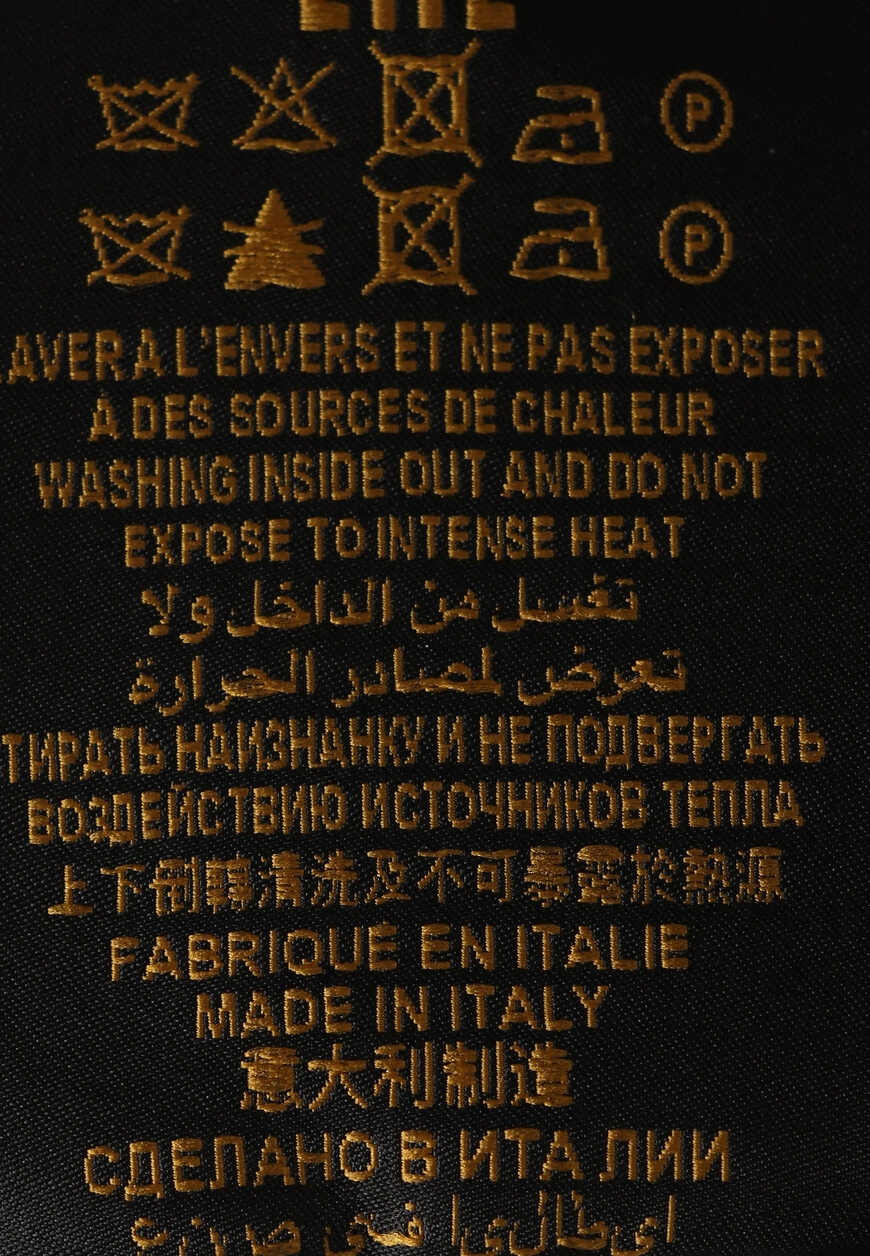 P
P
LAVER A L'ENVERS ET NE PAS EXPOSER
A DES SOURCES DE CHALEUR
WASHING INSIDE OUT AND DO NOT
EXPOSE TO INTENSE HEAT
تغسل من الداخل ولا
تعرض لمصادر الحرارة
СТИРАТЬ НАИЗНАНКУ И НЕ ПОДВЕРГАТЬ
ВОЗДЕЙСТВИЮ ИСТОЧНИКОВ ТЕПЛА
上下制轉清洗及不可暴露於熱源
FABRIQUE EN ITALIE
MADE IN ITALY
意大利制造
СДЕЛАНО В ИТАЛИИ